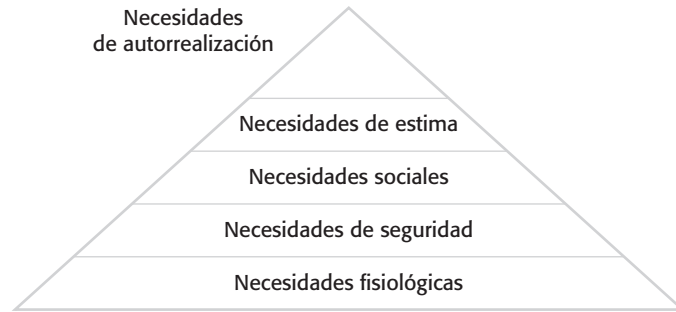 Necesidades
de autorrealización
Necesidades de estima
Necesidades sociales
Necesidades de seguridad
Necesidades fisiológicas